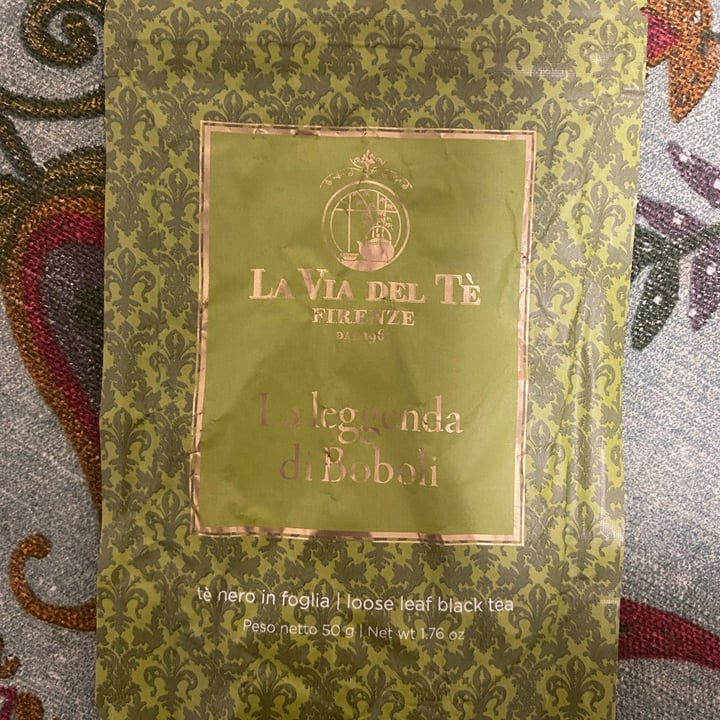 LA VIA DEL TÈ
FIRENZE
La leggenda
di Boboli
tè nero in foglia | loose leaf black tea
Peso netto 50 g | Net wt 1.76 oz